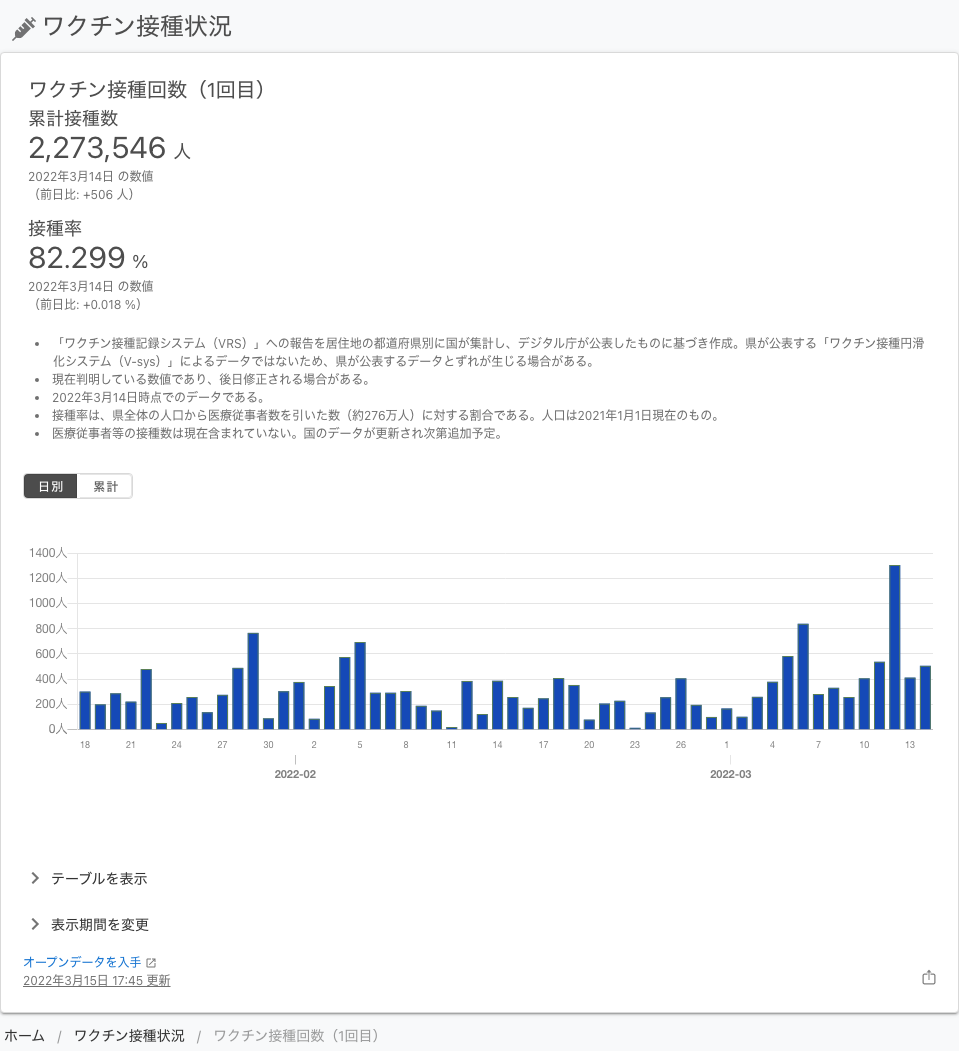 ワクチン接種状況
ワクチン接種回数（1回目）
累計接種数
2,273,546 人
2022年3月14日 の数値
（前日比: +506 人）
接種率
82.299 %
2022年3月14日 の数値
（前日比: +0.018 %）
• 「ワクチン接種記録システム（VRS）」への報告を居住地の都道府県別に国が集計し、デジタル庁が公表したものに基づき作成。県が公表する「ワクチン接種円滑
化システム（V-sys）」によるデータではないため、県が公表するデータとずれが生じる場合がある。
• 現在判明している数値であり、後日修正される場合がある。
• 2022年3月14日時点でのデータである。
• 接種率は、県全体の人口から医療従事者数を引いた数（約276万人）に対する割合である。人口は2021年1月1日現在のもの。
• 医療従事者等の接種数は現在含まれていない。国のデータが更新され次第追加予定。
日別 累計
1400人
1200人
1000人
800人
600人
400人
200人
0人
18 21 24 27 30 2 5 8 11 14 17 20 23 26 1 4 7 10 13
2022-02 2022-03
テーブルを表示
表示期間を変更
オープンデータを入手
2022年3月15日 17:45 更新
ホーム / ワクチン接種状況 / ワクチン接種回数（1回目）